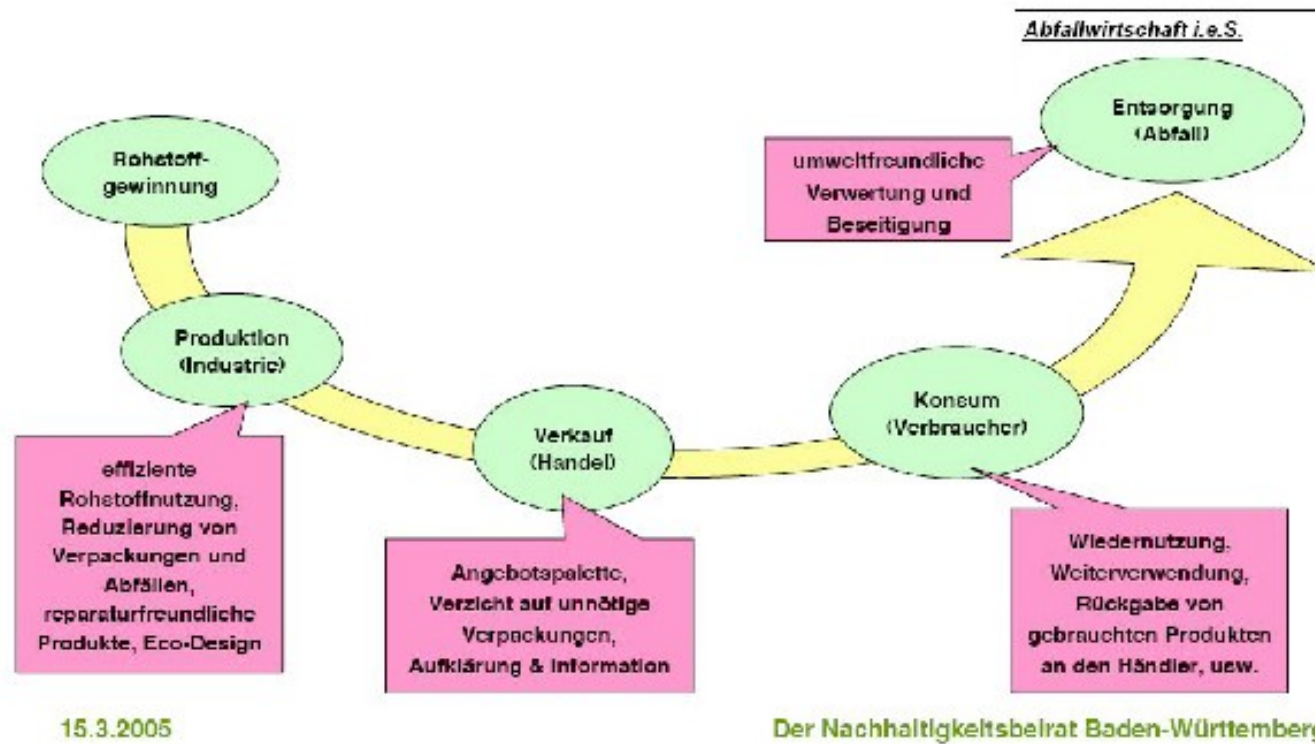 Abfallwirtschaft i.e.S.
Entsorgung
(Abfall)
Rohstoff-
gewinnung
umweltfreundliche
Verwertung und
Beseitigung
Produktion
(Industrie)
Konsum
(Verbraucher)
Verkauf
(Handel)
effiziente
Rohstoffnutzung,
Reduzierung von
Verpackungen und
Abfällen,
reparaturfreundliche
Produkte, Eco-Design
Angebotspalette,
Verzicht auf unnötige
Verpackungen,
Aufklärung & Information
Wiedernutzung,
Weiterverwendung,
Rückgabe von
gebrauchten Produkten
an den Händler, usw.
15.3.2005
Der Nachhaltigkeitsbeirat Baden-Württemberg